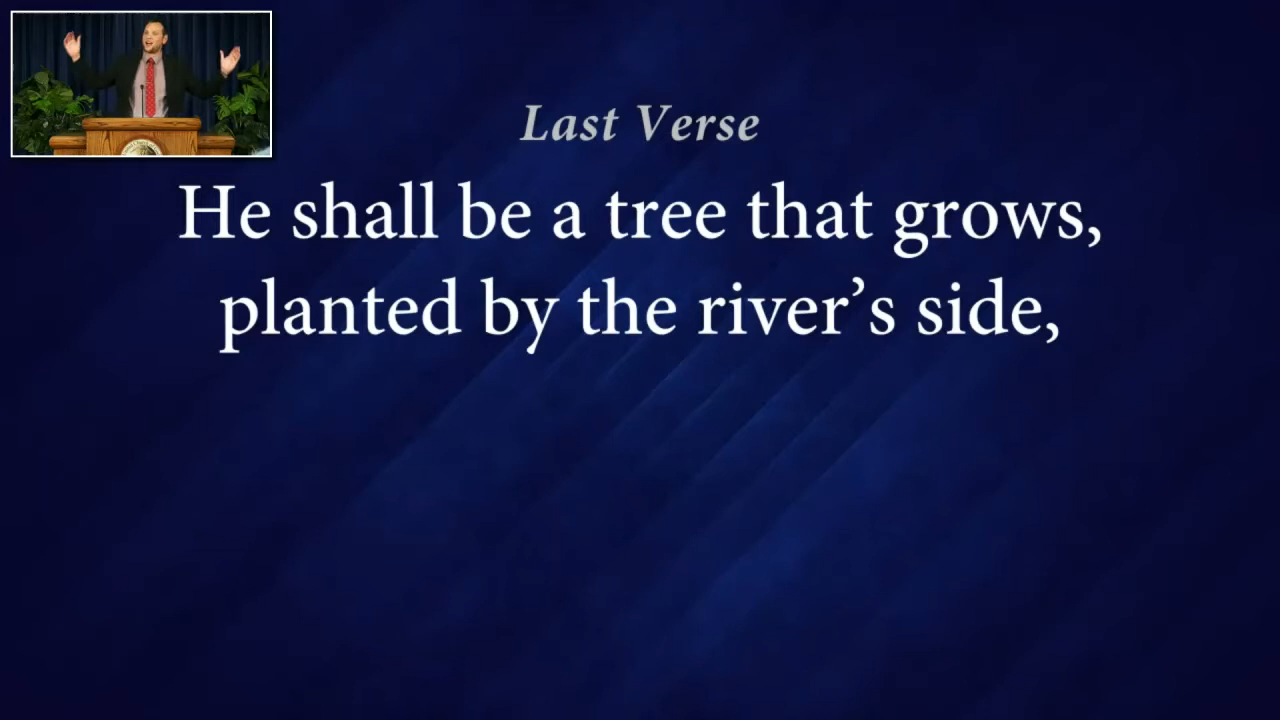 Last Verse
He shall be a tree that grows,
planted by the river’s side,